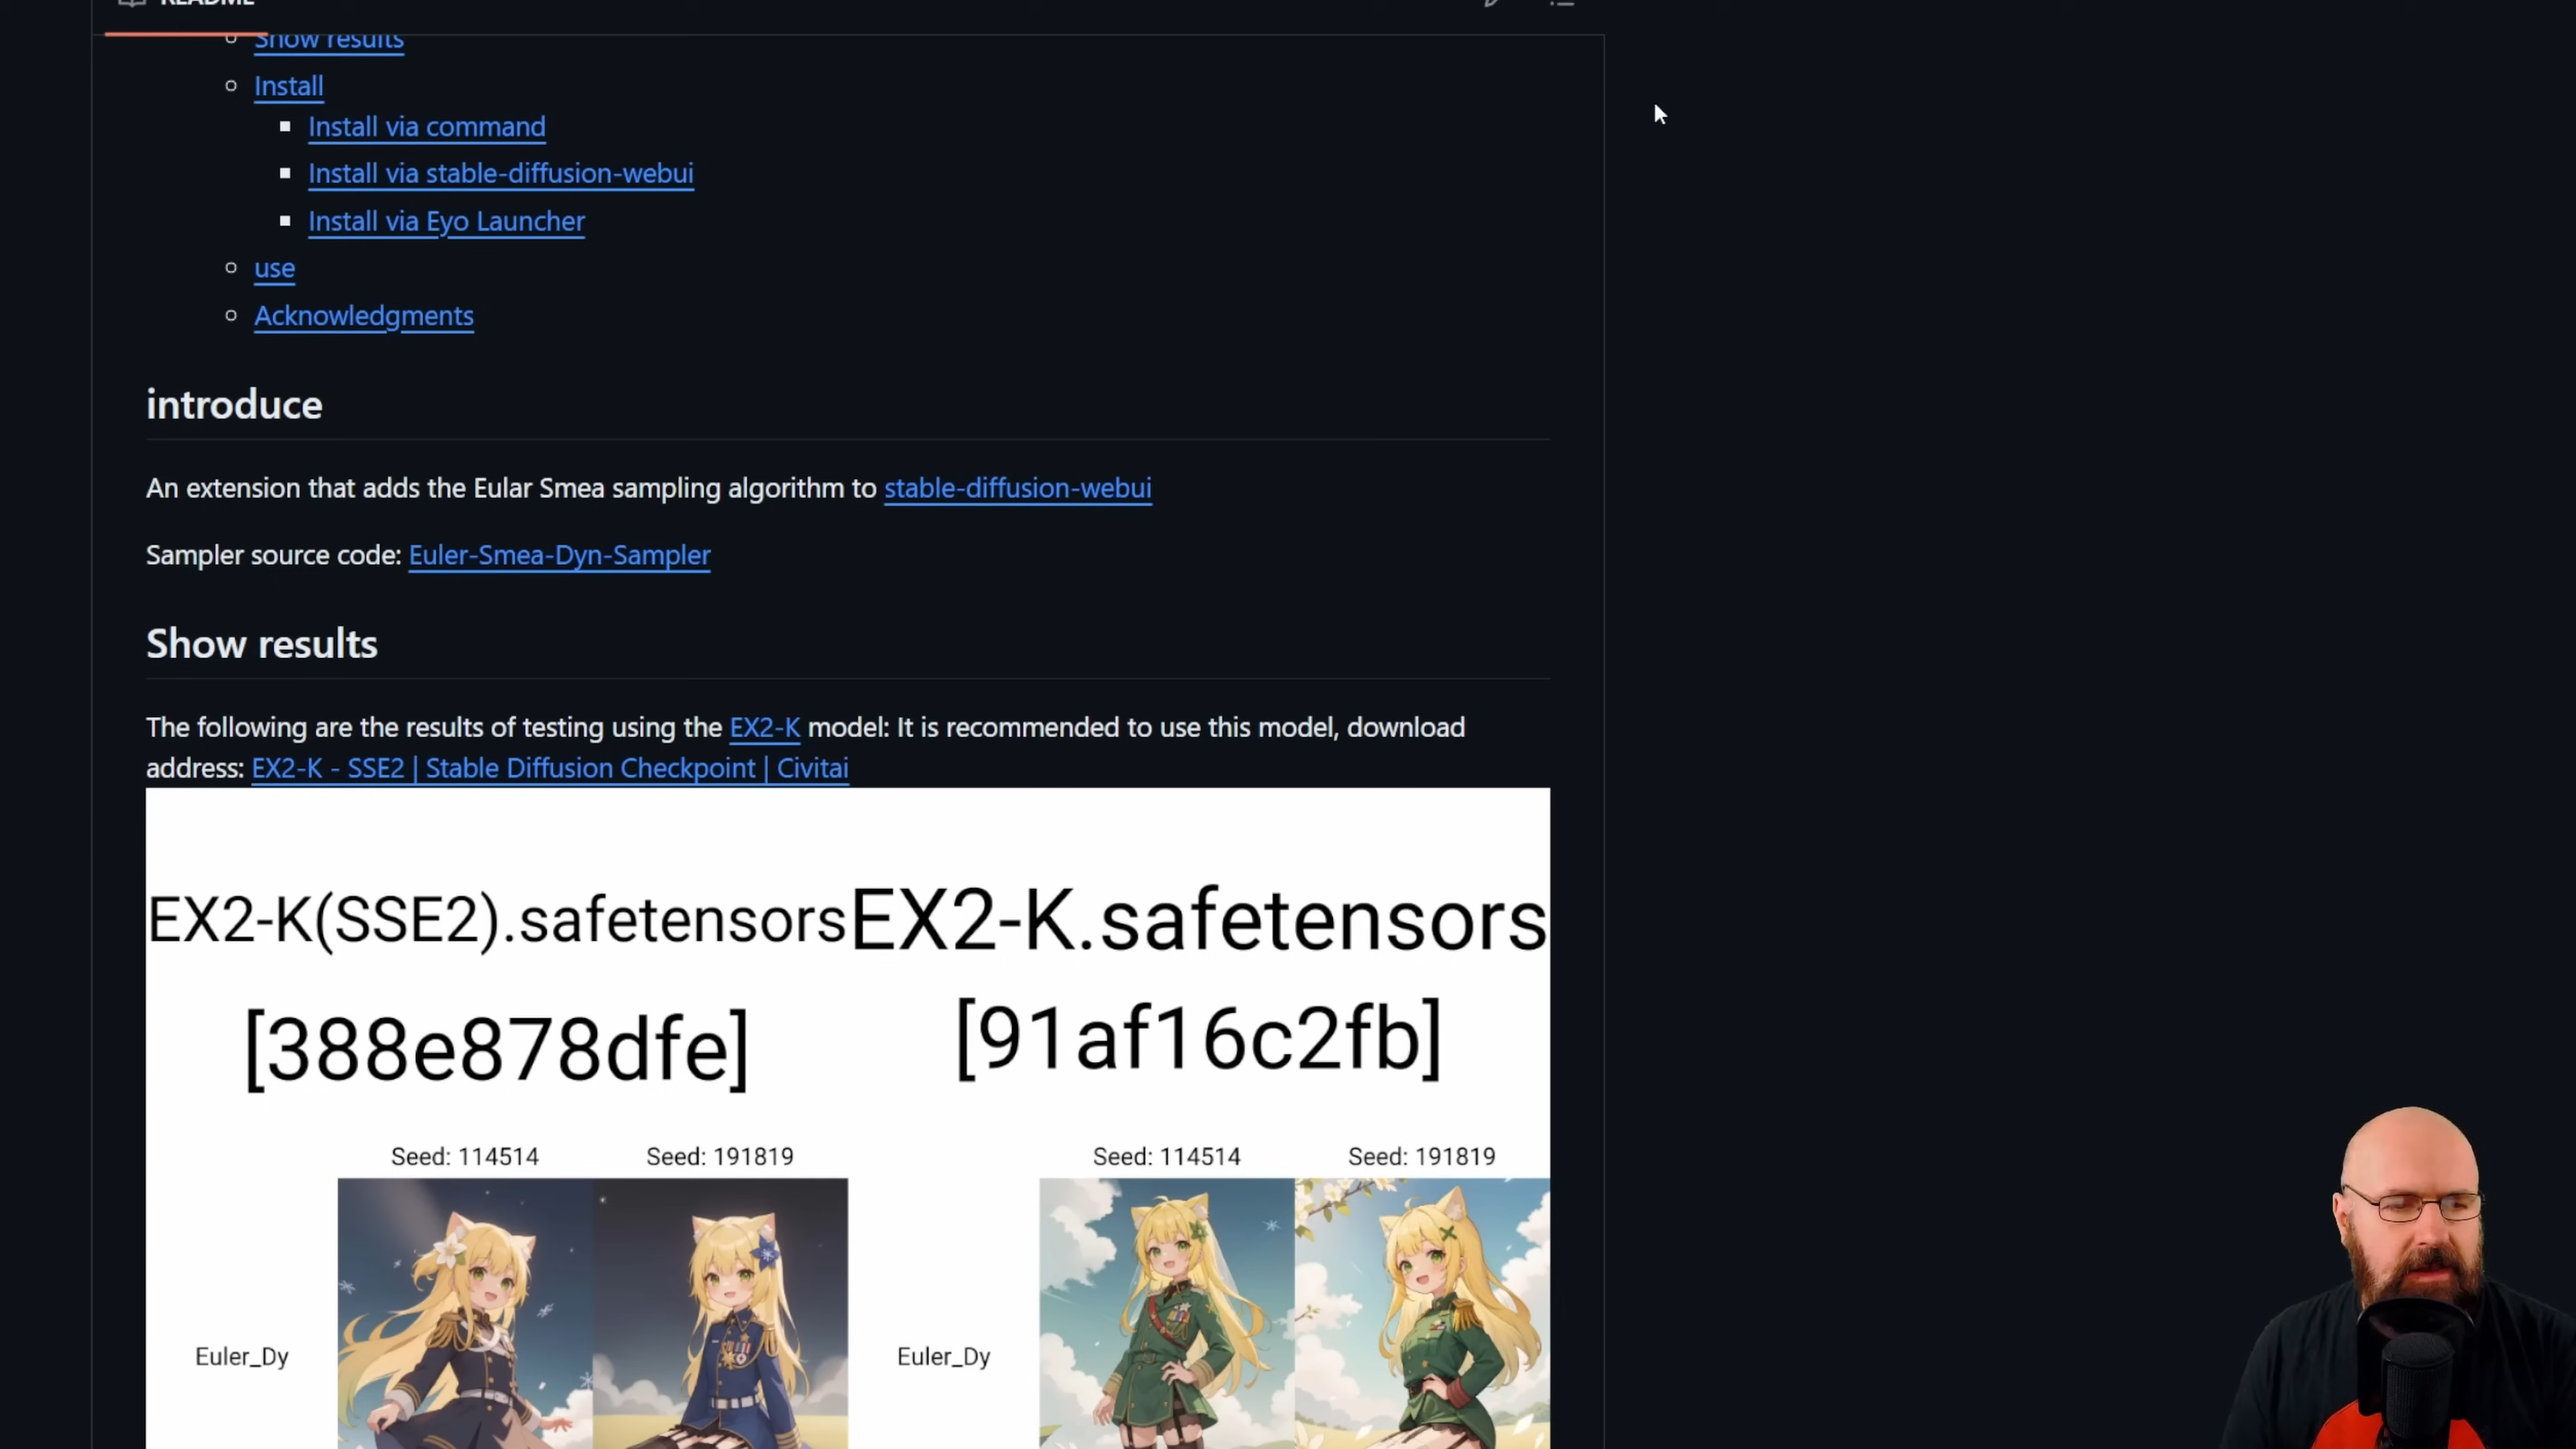 README
Show results
Install
Install via command
Install via stable-diffusion-webui
Install via Eyo Launcher
use
Acknowledgments
introduce
An extension that adds the Eular Smea sampling algorithm to stable-diffusion-webui
Sampler source code: Euler-Smea-Dyn-Sampler
Show results
The following are the results of testing using the EX2-K model: It is recommended to use this model, download
address: EX2-K - SSE2 | Stable Diffusion Checkpoint | Civitai
EX2-K(SSE2).safetensors EX2-K.safetensors
[388e878dfe] [91af16c2fb]
Seed: 114514 Seed: 191819 Seed: 114514 Seed: 191819
Euler_Dy Euler_Dy